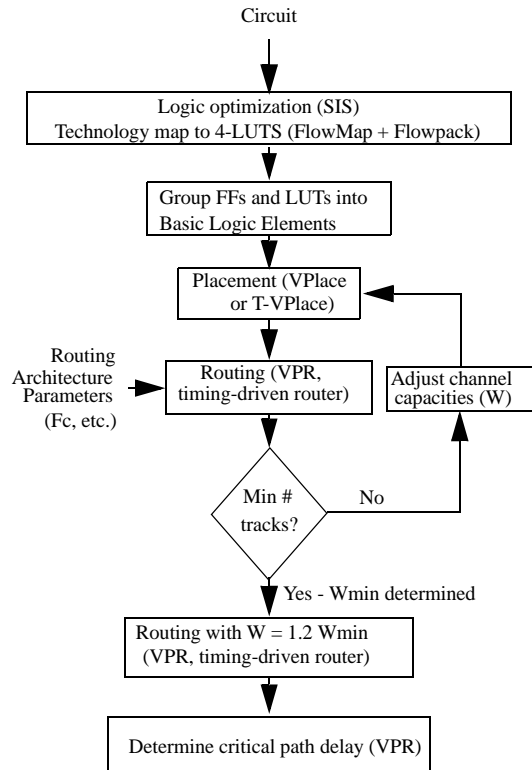 Circuit
Logic optimization (SIS)
Technology map to 4-LUTS (FlowMap + Flowpack)
Group FFs and LUTs into
Basic Logic Elements
Placement (VPlace
or T-VPlace)
Routing
Architecture
Parameters
(Fc, etc.)
Routing (VPR,
timing-driven router)
Adjust channel
capacities (W)
Min #
tracks?
No
Yes - Wmin determined
Routing with W = 1.2 Wmin
(VPR, timing-driven router)
Determine critical path delay (VPR)